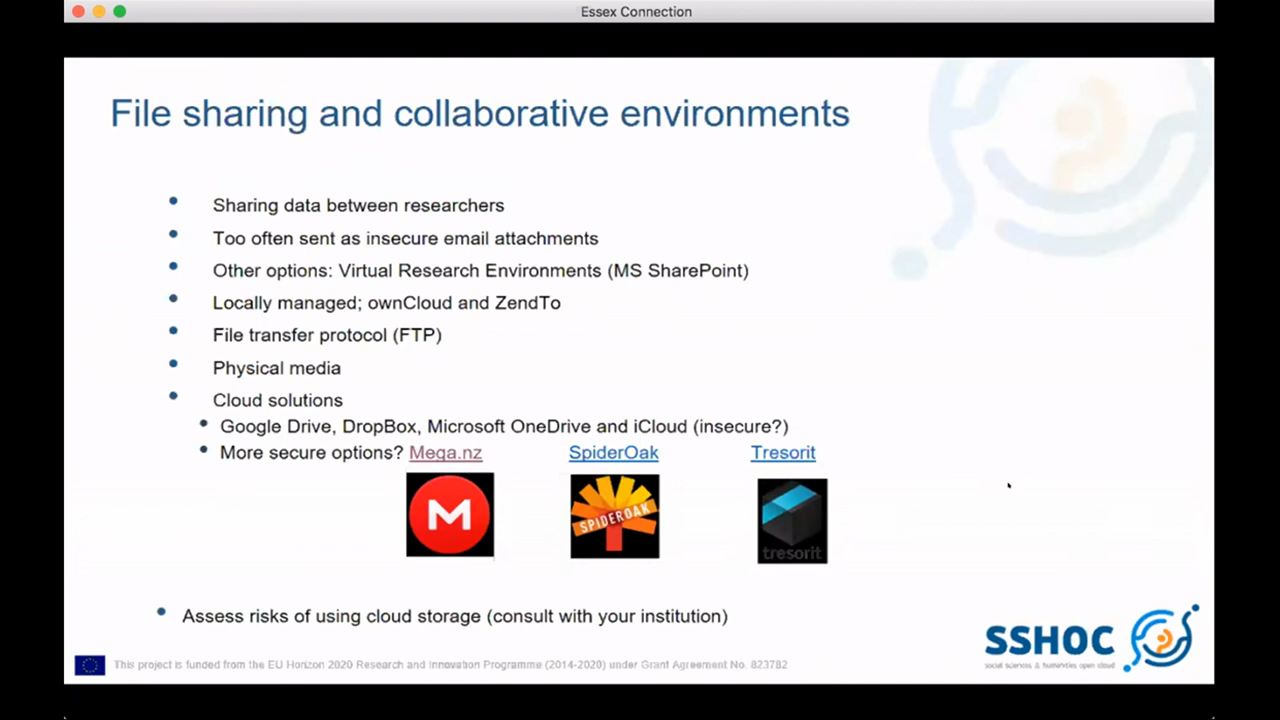 Essex Connection
File sharing and collaborative environments
Sharing data between researchers
Too often sent as insecure email attachments
Other options: Virtual Research Environments (MS SharePoint)
Locally managed; ownCloud and ZendTo
File transfer protocol (FTP)
Physical media
Cloud solutions
Google Drive, DropBox, Microsoft OneDrive and iCloud (insecure?)
More secure options? Mega.nz SpiderOak Tresorit
M SPIDEROAK tresorit
Assess risks of using cloud storage (consult with your institution)
SSHOC
social sciences & humanities open cloud
This project is funded from the EU Horizon 2020 Research and Innovation Programme (2014-2020) under Grant Agreement No. 823782